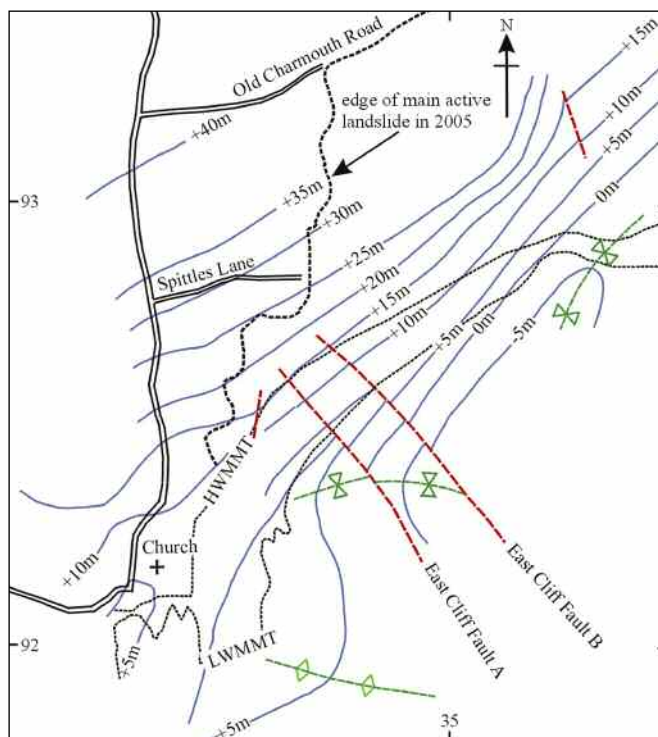 N
+15m
Old Charmouth Road
+10m
+5m
0m
edge of main active
landslide in 2005
+40m
93
+35m
+30m
+25m
Spittles Lane
+20m
+15m
+10m
+5m
0m
-5m
HWMMT
Church
+10m
East Cliff Fault B
East Cliff Fault A
92
+5m
LWMMT
+5m
35